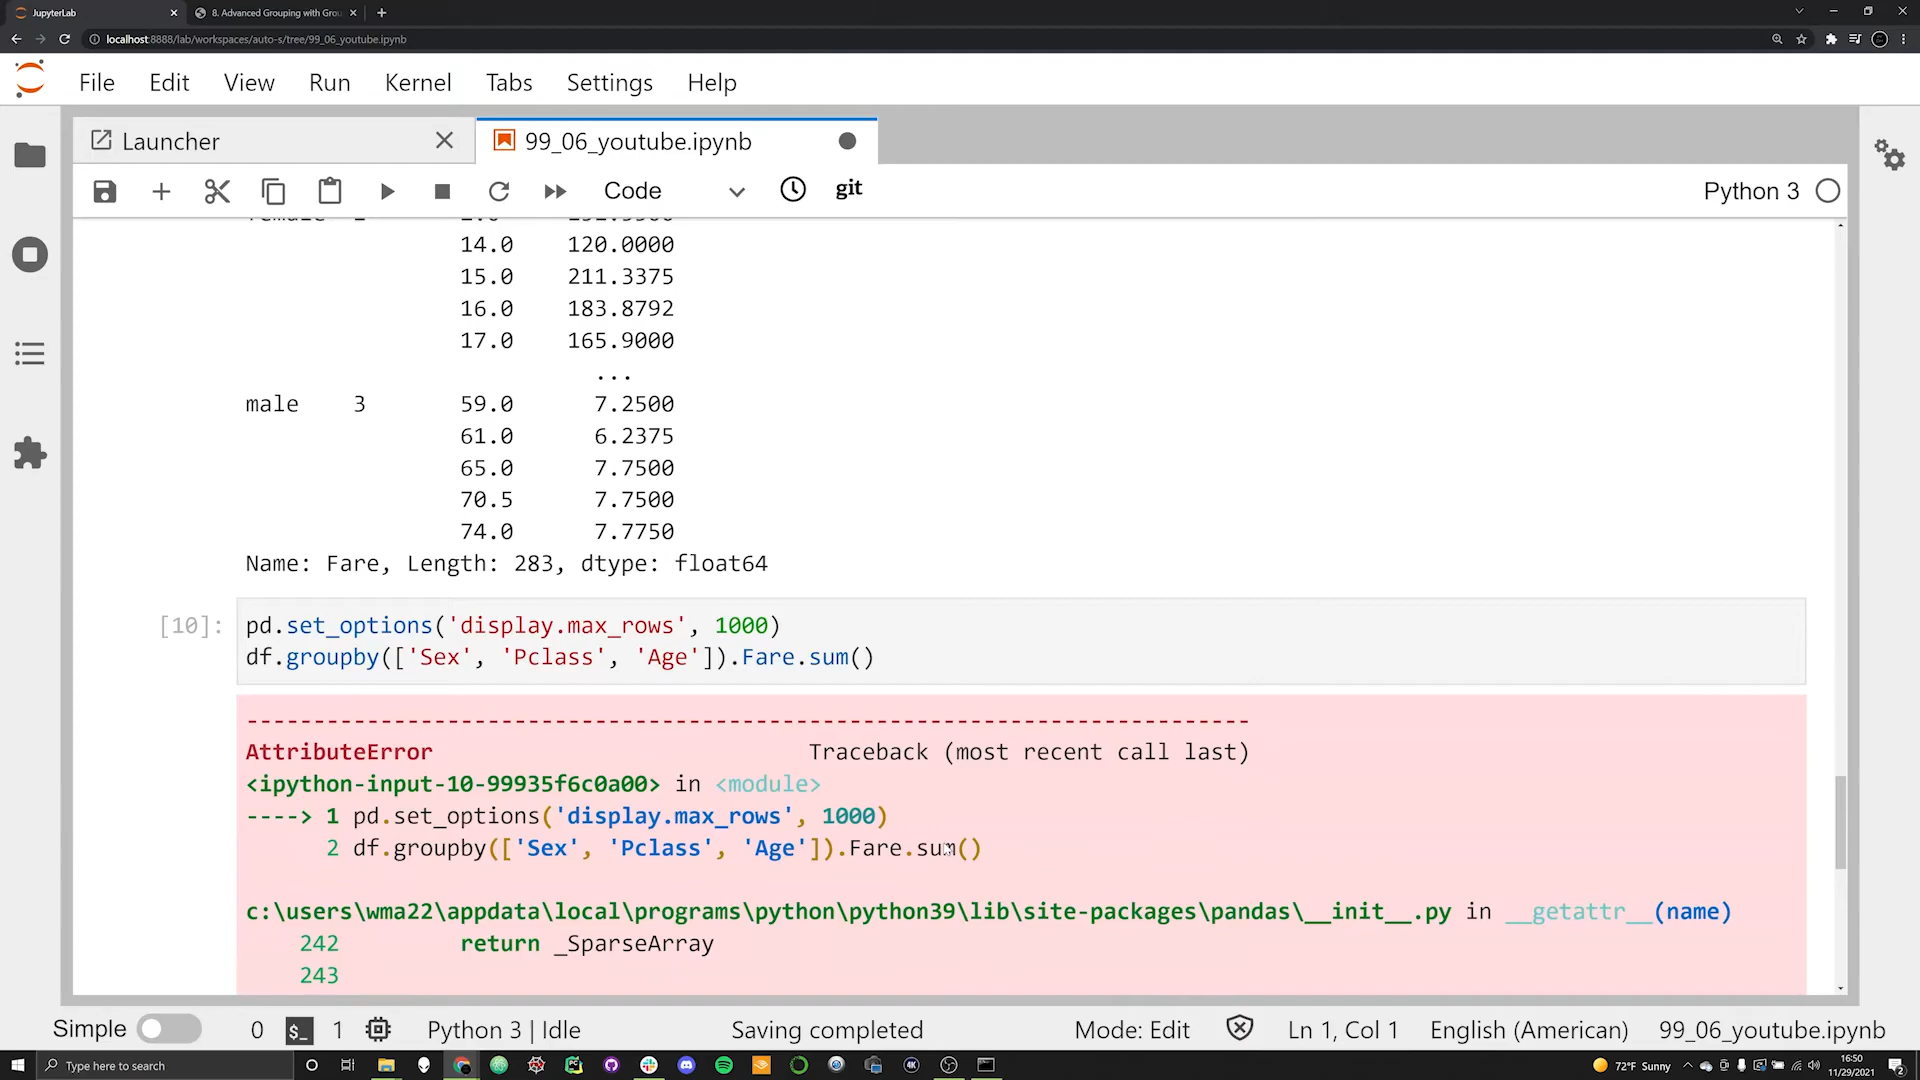 JupyterLab
8. Advanced Grouping with Grou
localhost:8888/lab/workspaces/auto-s/tree/99_06_youtube.ipynb
File Edit View Run Kernel Tabs Settings Help
Launcher
99_06_youtube.ipynb
Code
git
Python 3
14.0 120.0000
15.0 211.3375
16.0 183.8792
17.0 165.9000
...
male 3 59.0 7.2500
61.0 6.2375
65.0 7.7500
70.5 7.7500
74.0 7.7750
Name: Fare, Length: 283, dtype: float64
[10]: pd.set_options('display.max_rows', 1000)
df.groupby(['Sex', 'Pclass', 'Age']).Fare.sum()
---------------------------------------------------------------------------
AttributeError Traceback (most recent call last)
<ipython-input-10-99935f6c0a00> in <module>
----> 1 pd.set_options('display.max_rows', 1000)
2 df.groupby(['Sex', 'Pclass', 'Age']).Fare.sum()
c:\users\wma22\appdata\local\programs\python\python39\lib\site-packages\pandas\__init__.py in __getattr__(name)
242 return _SparseArray
243
Simple 0 $_ 1 Python 3 | Idle Saving completed Mode: Edit Ln 1, Col 1 English (American) 99_06_youtube.ipynb
Type here to search
72°F Sunny
16:50
11/29/2021